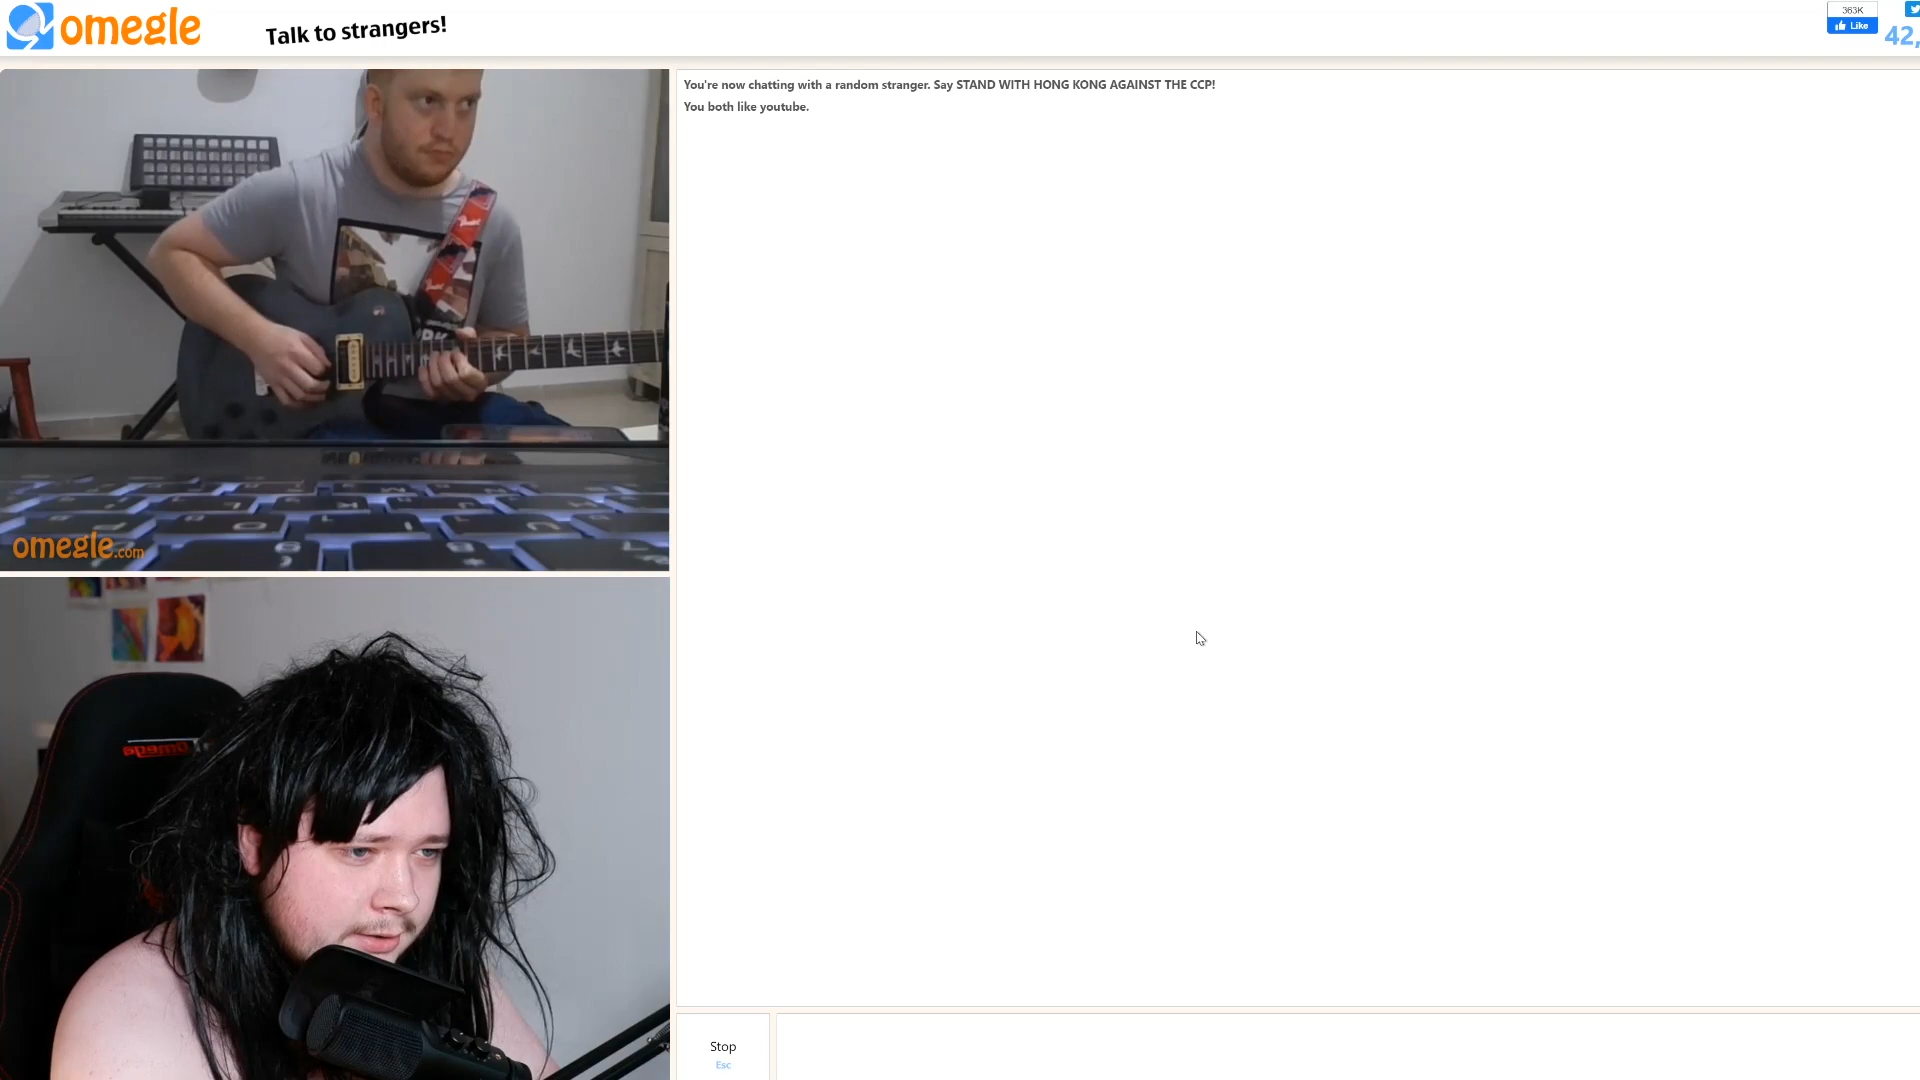 omegle
Talk to strangers!
363K
Like
42,
You're now chatting with a random stranger. Say STAND WITH HONG KONG AGAINST THE CCP!
You both like youtube.
omegle.com
Stop
Esc